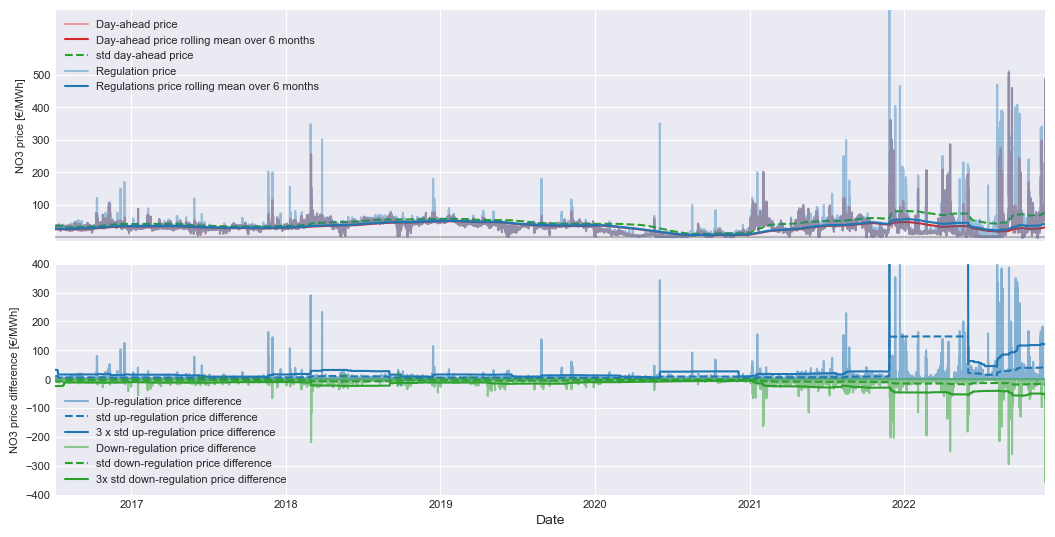 Day-ahead price
Day-ahead price rolling mean over 6 months
std day-ahead price
Regulation price
Regulations price rolling mean over 6 months
NO3 price [€/MWh]
500
400
300
200
100
400
300
200
100
0
−100
−200
−300
−400
NO3 price difference [€/MWh]
Up-regulation price difference
std up-regulation price difference
3 x std up-regulation price difference
Down-regulation price difference
std down-regulation price difference
3x std down-regulation price difference
2017 2018 2019 2020 2021 2022
Date